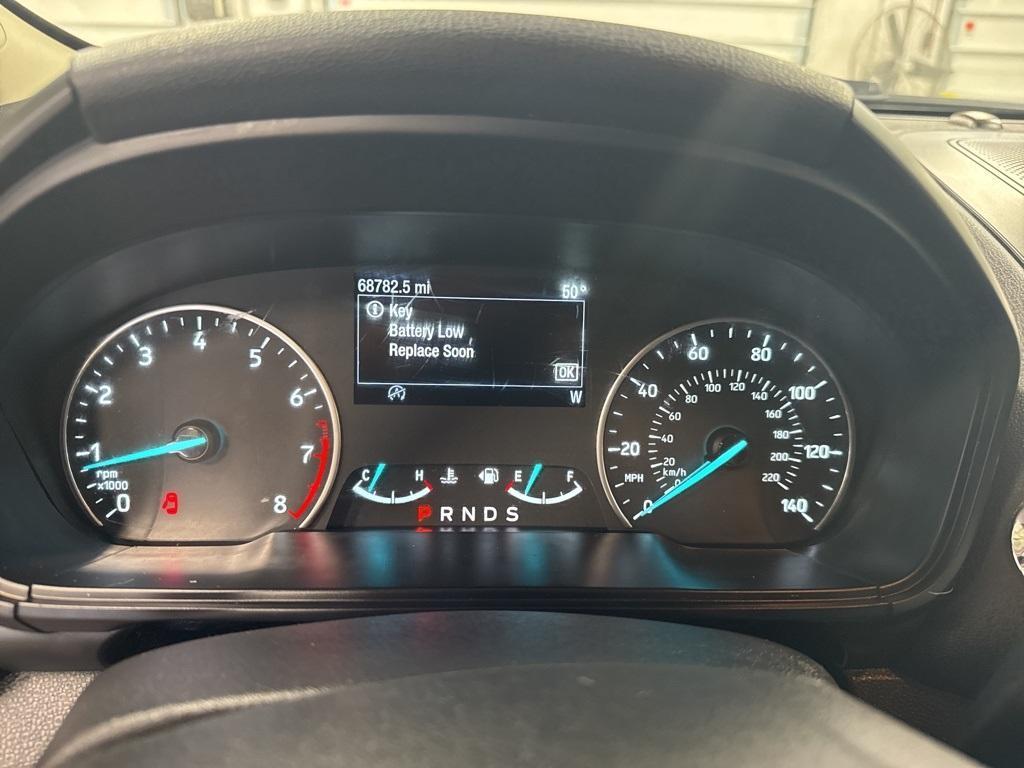 68782.5 mi 50°
Key
Battery Low
Replace Soon
OK
W
0 1 2 3 4 5 6 7 8
rpm
x1000
C H
E F
P R N D S
0 20 40 60 80 100 120 140
MPH
0 20 40 60 80 100 120 140 160 180 200 220
km/h